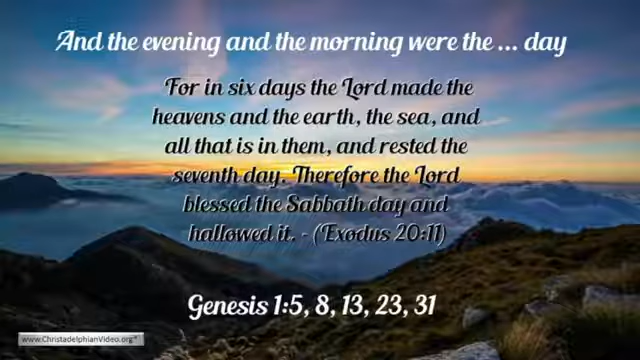 And the evening and the morning were the ... day
For in six days the Lord made the
heavens and the earth, the sea, and
all that is in them, and rested the
seventh day. Therefore the Lord
blessed the Sabbath day and
hallowed it. - (Exodus 20:11)
Genesis 1:5, 8, 13, 23, 31
www.ChristadelphianVideo.org"